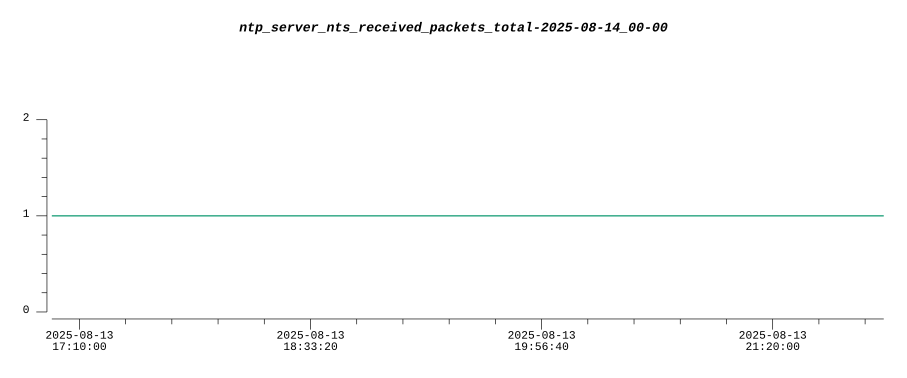 ntp_server_nts_received_packets_total-2025-08-14_00-00
2
1
0
2025-08-13 2025-08-13 2025-08-13 2025-08-13
17:10:00 18:33:20 19:56:40 21:20:00